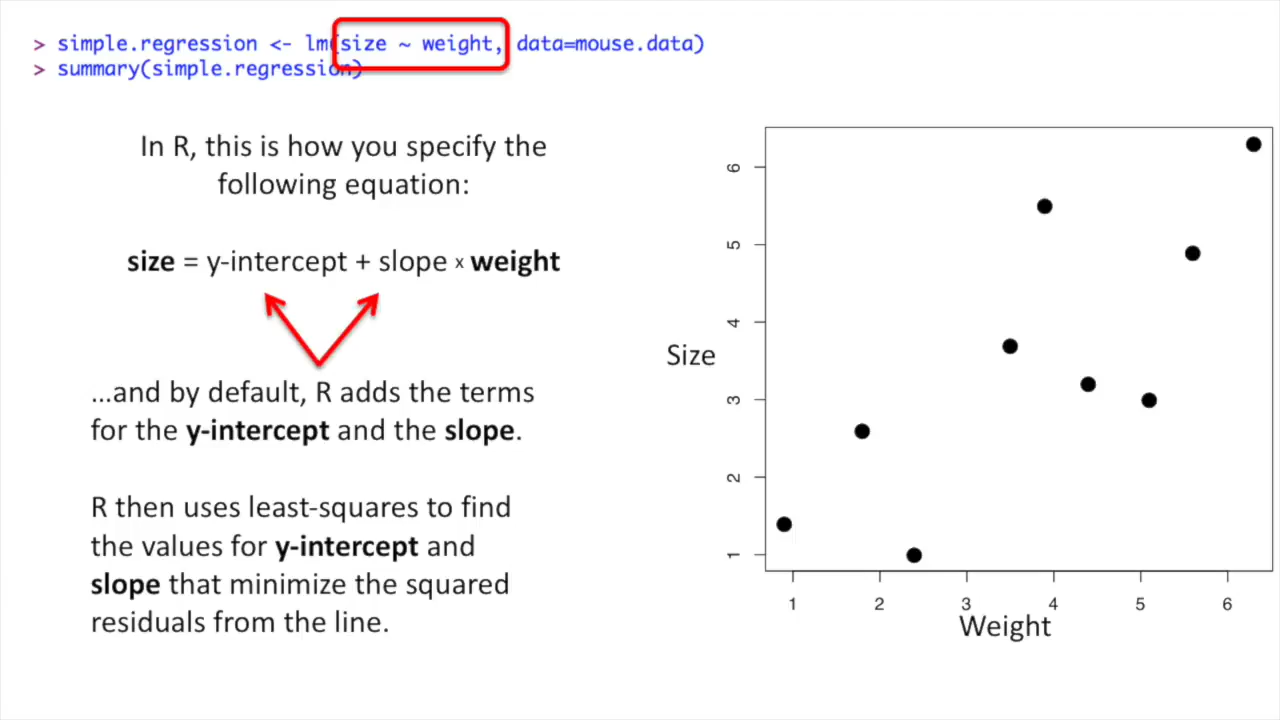 > simple.regression <- lm(size ~ weight, data=mouse.data)
> summary(simple.regression)
In R, this is how you specify the
following equation:
size = y-intercept + slope x weight
...and by default, R adds the terms
for the y-intercept and the slope.
R then uses least-squares to find
the values for y-intercept and
slope that minimize the squared
residuals from the line.
Size
6
5
4
3
2
1
1 2 3 4 5 6
Weight